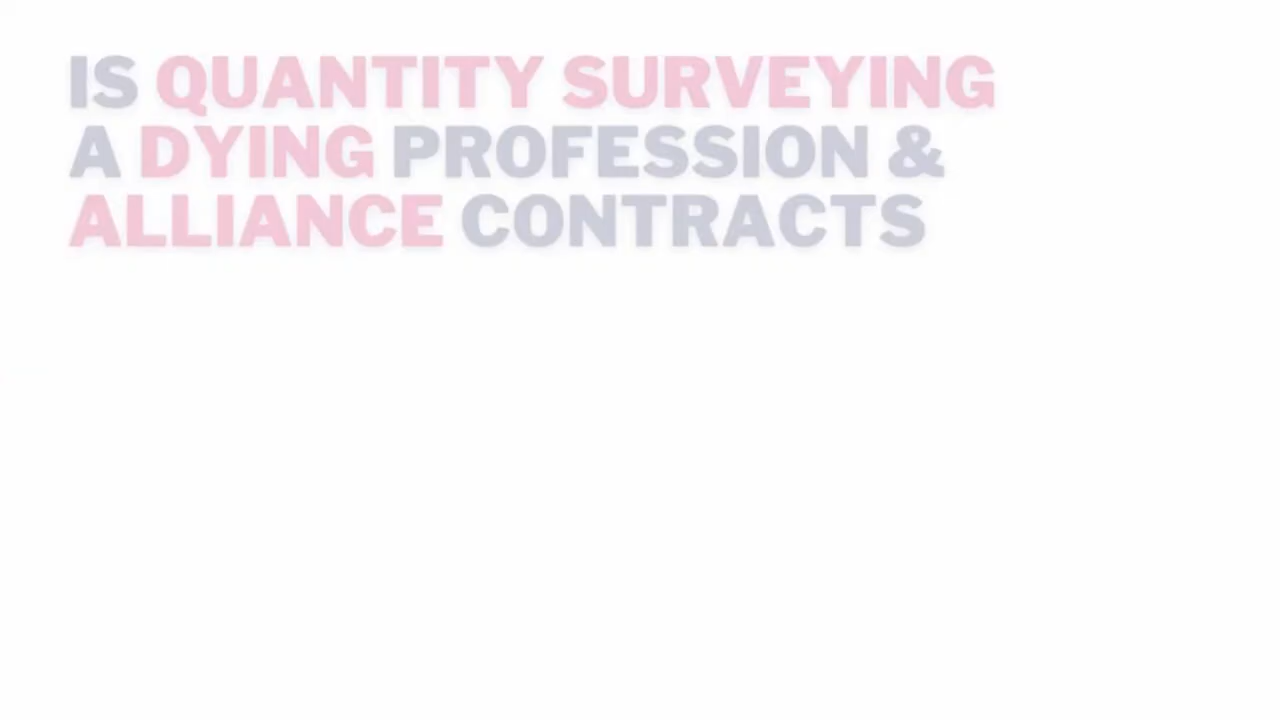 IS QUANTITY SURVEYING
A DYING PROFESSION &
ALLIANCE CONTRACTS